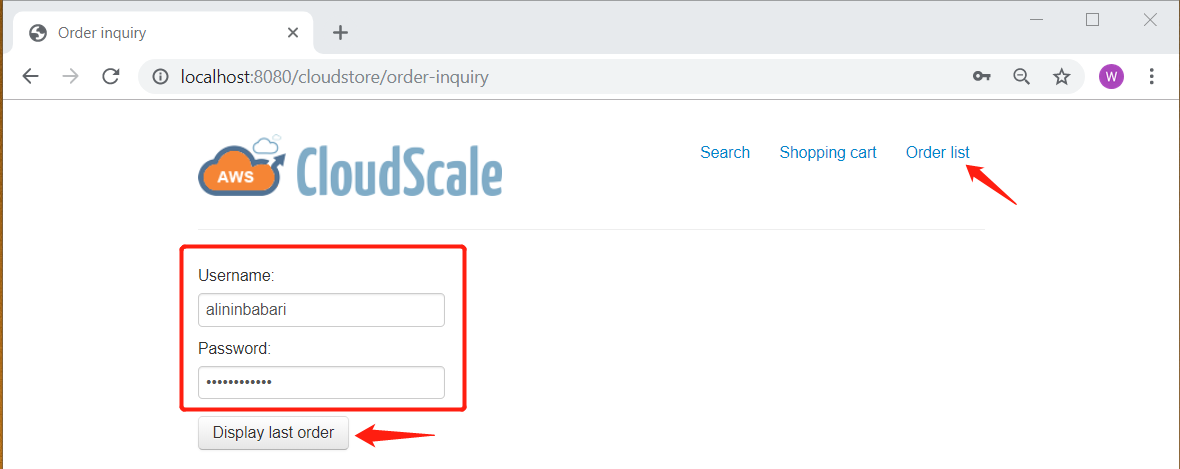 Order inquiry
localhost:8080/cloudstore/order-inquiry
W
AWS CloudScale
Search Shopping cart Order list
Username:
alininbabari
Password:
••••••••••••
Display last order